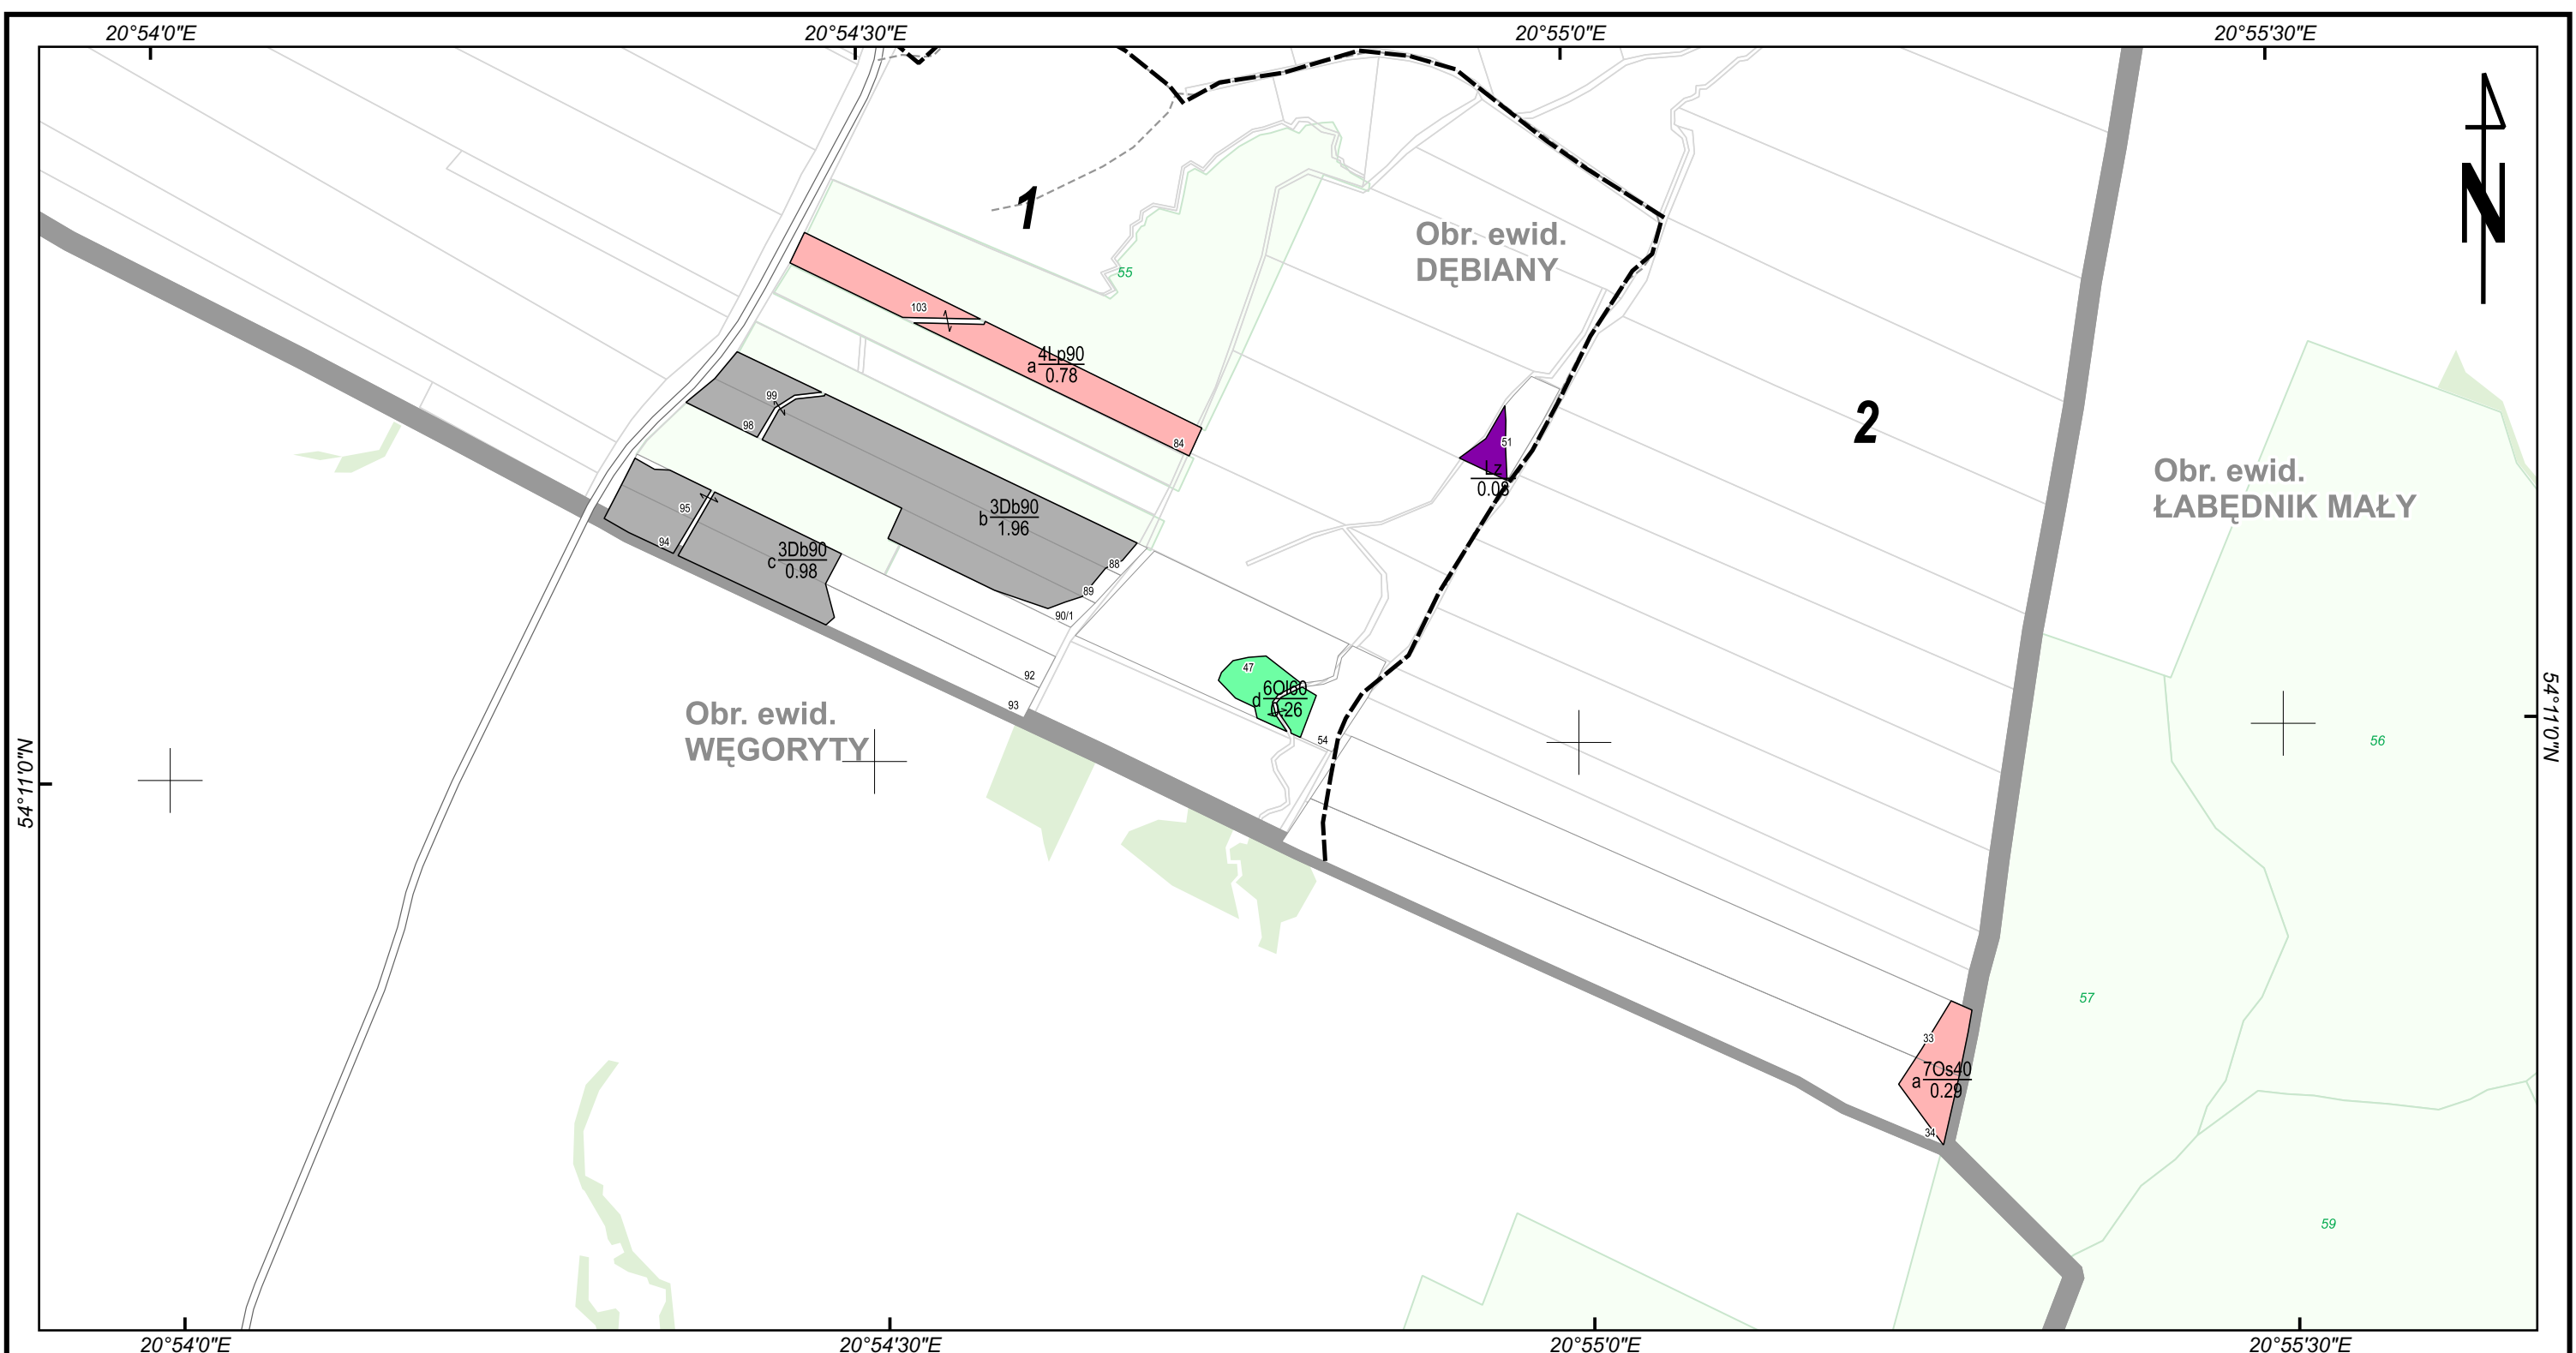 20°54'0"E
20°54'30"E
20°55'0"E
20°55'30"E
N
1
Obr. ewid.
DĘBIANY
55
103
4Lp90
a
0.78
84
2
99
98
51
Lz
0.08
Obr. ewid.
ŁABĘDNIK MAŁY
3Db90
b
1.96
95
94
3Db90
c
0.98
88
89
90/1
92
93
47
6Ol60
d
0.26
54
Obr. ewid.
WĘGORYTY
56
54°11'0"N
54°11'0"N
57
33
7Os40
a
0.29
34
59
20°54'0"E
20°54'30"E
20°55'0"E
20°55'30"E